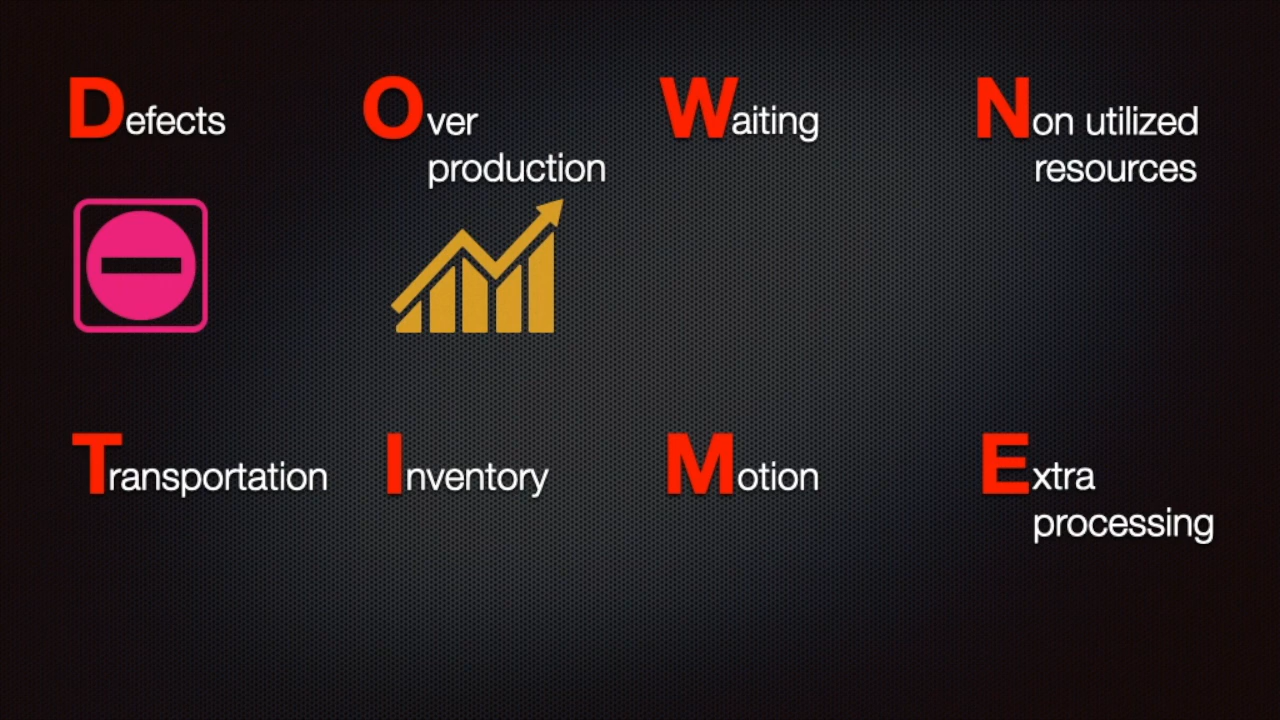 Defects
Over
production
Waiting
Non utilized
resources
Transportation
Inventory
Motion
Extra
processing